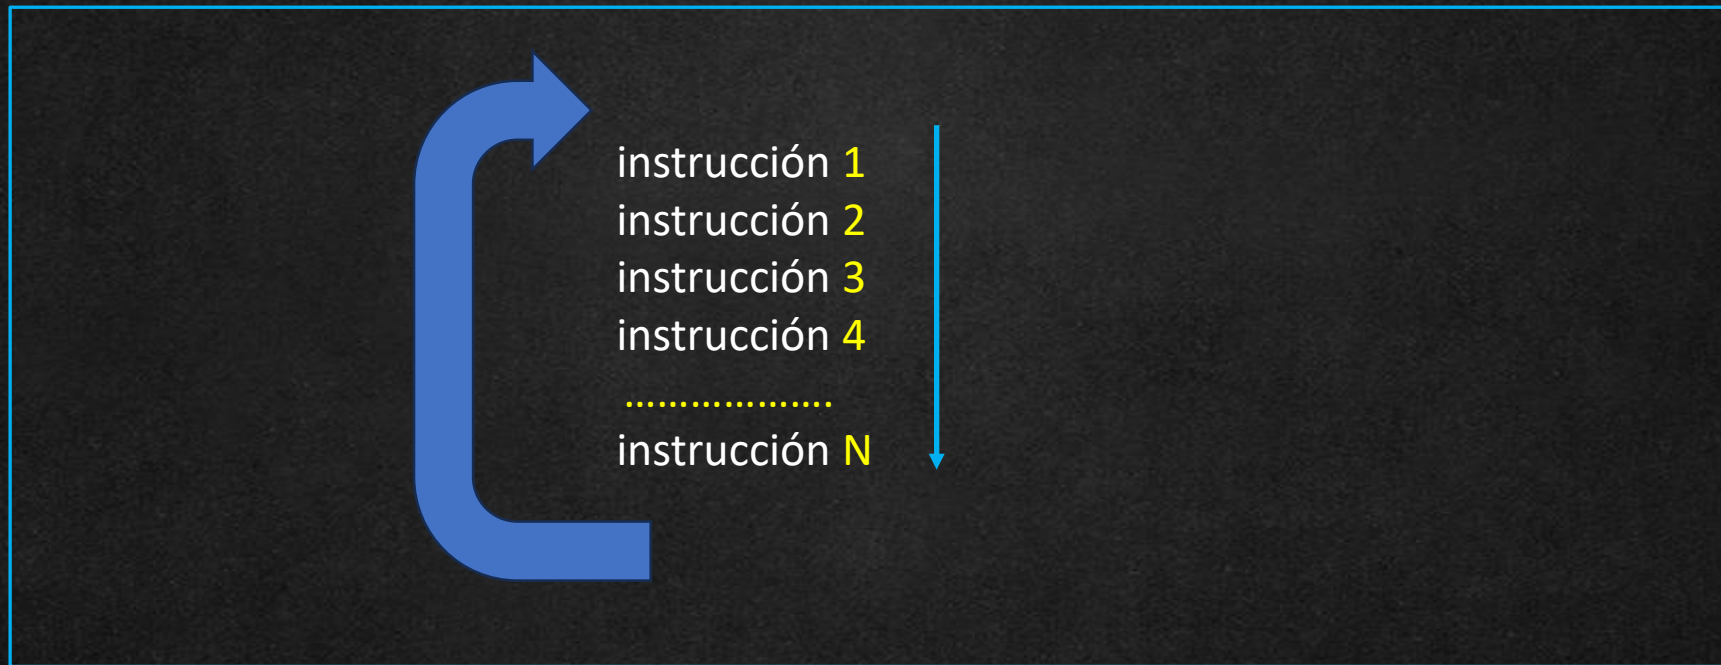 instrucción 1
instrucción 2
instrucción 3
instrucción 4
………………….
instrucción N